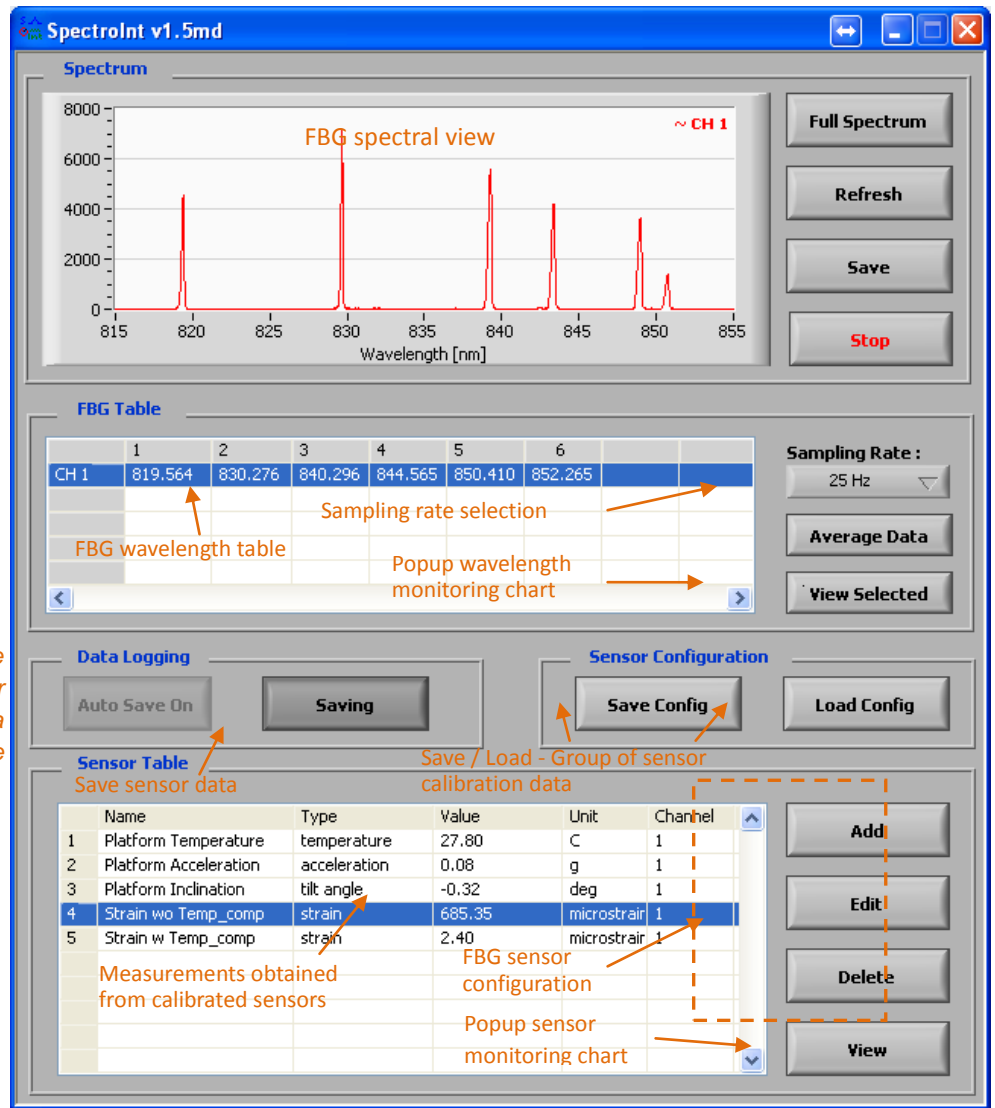 SpectroInt v1.5md
Spectrum
8000
6000
4000
2000
0
FBG spectral view
~ CH 1
815 820 825 830 835 840 845 850 855
Wavelength [nm]
Full Spectrum
Refresh
Save
Stop
FBG Table
1 2 3 4 5 6
CH 1 819.564 830.276 840.296 844.565 850.410 852.265
Sampling rate selection
FBG wavelength table
Popup wavelength
monitoring chart
Sampling Rate :
25 Hz
Average Data
View Selected
e
r
a
e
Data Logging
Auto Save On
Saving
Save sensor data
Sensor Configuration
Save Config
Load Config
Save / Load - Group of sensor
calibration data
Sensor Table
Name Type Value Unit Channel
1 Platform Temperature temperature 27.80 C 1
2 Platform Acceleration acceleration 0.08 g 1
3 Platform Inclination tilt angle -0.32 deg 1
4 Strain wo Temp_comp strain 685.35 microstrair 1
5 Strain w Temp_comp strain 2.40 microstrair 1
Measurements obtained
from calibrated sensors
FBG sensor
configuration
Popup sensor
monitoring chart
Add
Edit
Delete
View